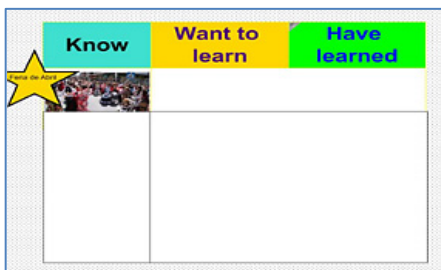 Know
Want to
learn
Have
learned
Feria de Abril